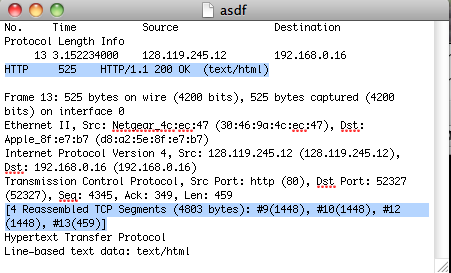 asdf
No. Time Source Destination
Protocol Length Info
13 3.152234000 128.119.245.12 192.168.0.16
HTTP 525 HTTP/1.1 200 OK (text/html)
Frame 13: 525 bytes on wire (4200 bits), 525 bytes captured (4200
bits) on interface 0
Ethernet II, Src: Netgear_4c:ec:47 (30:46:9a:4c:ec:47), Dst:
Apple_8f:e7:b7 (d8:a2:5e:8f:e7:b7)
Internet Protocol Version 4, Src: 128.119.245.12 (128.119.245.12),
Dst: 192.168.0.16 (192.168.0.16)
Transmission Control Protocol, Src Port: http (80), Dst Port: 52327
(52327), Seq: 4345, Ack: 349, Len: 459
[4 Reassembled TCP Segments (4803 bytes): #9(1448), #10(1448), #12
(1448), #13(459)]
Hypertext Transfer Protocol
Line-based text data: text/html